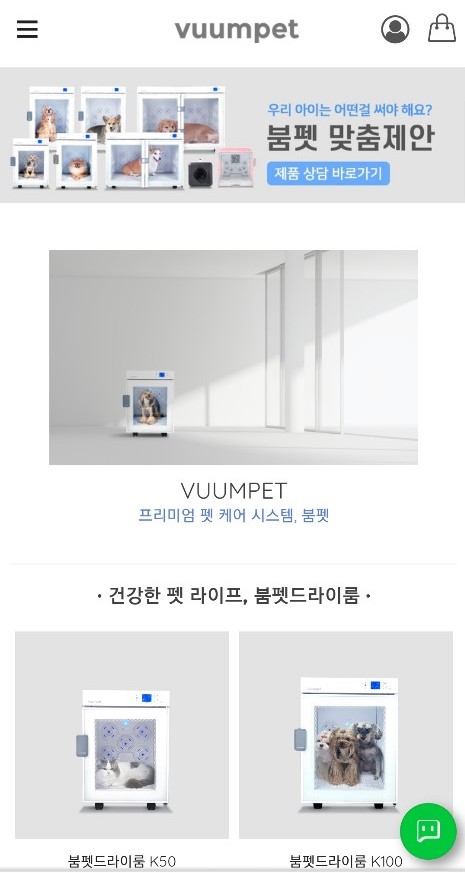 vuumpet
우리 아이는 어떤걸 써야 해요?
붐펫 맞춤제안
제품 상담 바로가기
VUUMPET
프리미엄 펫 케어 시스템, 붐펫
• 건강한 펫 라이프, 붐펫드라이룸 •
붐펫드라이룸 K50
붐펫드라이룸 K100